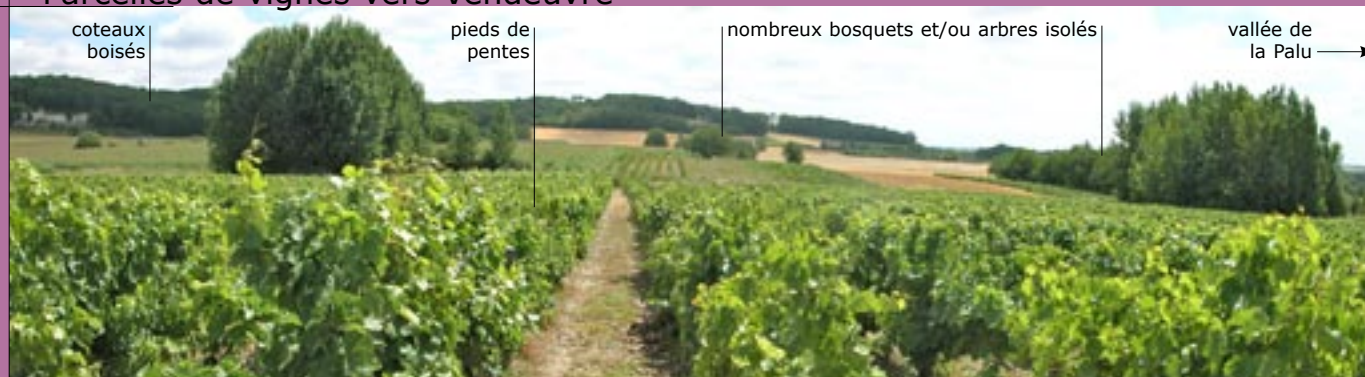 Parcelles de vignes vers Vendeuvre
coteaux
boisés
pieds de
pentes
nombreux bosquets et/ou arbres isolés
vallée de
la Palu